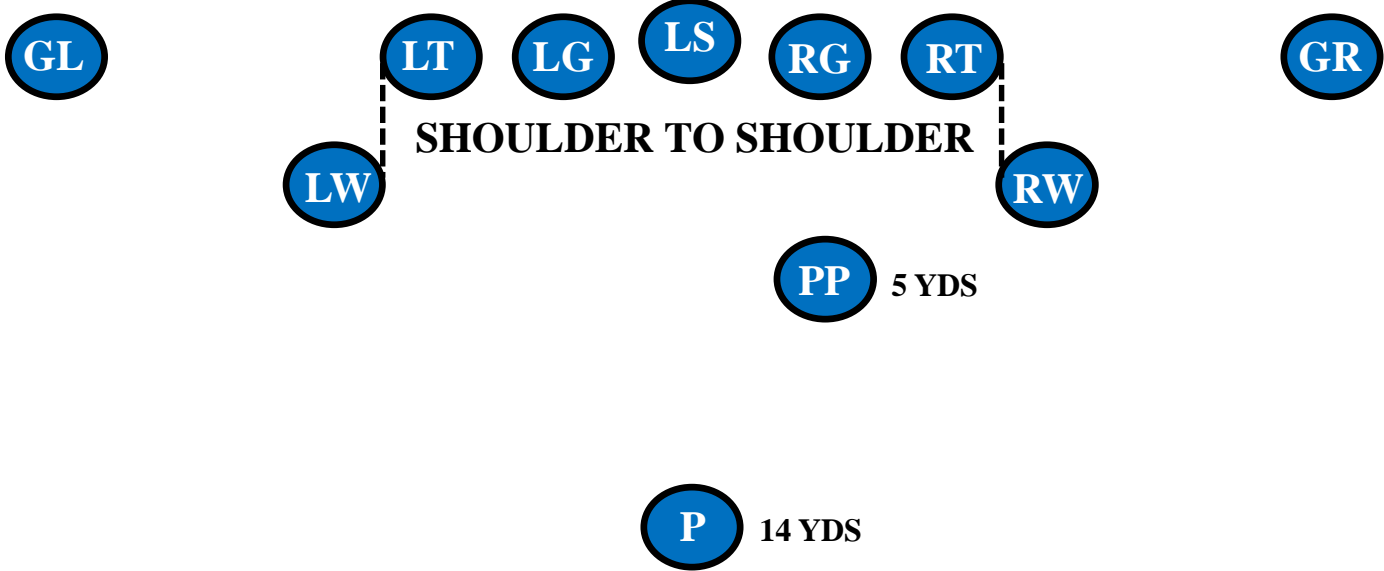 GL LT LG LS RG RT GR
SHOULDER TO SHOULDER
LW RW
PP 5 YDS
P 14 YDS